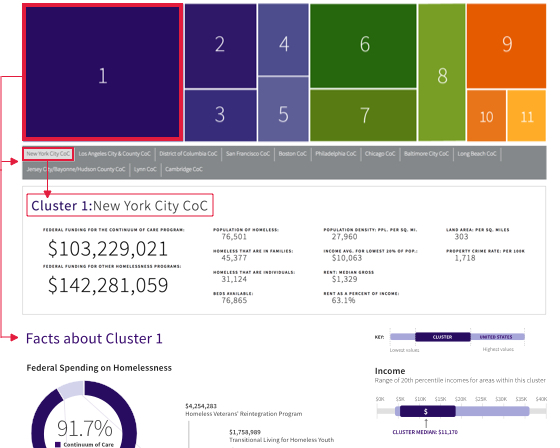 1
2
3
4
5
6
7
8
9
10
11
New York City CoC | Los Angeles City & County CoC | District of Columbia CoC | San Francisco CoC | Boston CoC | Philadelphia CoC | Chicago CoC | Baltimore City CoC | Long Beach CoC
Jersey City/Bayonne/Hudson County CoC | Lynn CoC | Cambridge CoC
Cluster 1:New York City CoC
FEDERAL FUNDING FOR THE CONTINUUM OF CARE PROGRAM:
$103,229,021
FEDERAL FUNDING FOR OTHER HOMELESSNESS PROGRAMS:
$142,281,059
POPULATION OF HOMELESS:
76,501
HOMELESS THAT ARE IN FAMILIES:
45,377
HOMELESS THAT ARE INDIVIDUALS:
31,124
BEDS AVAILABLE:
76,865
POPULATION DENSITY: PPL. PER SQ. MI.
27,960
INCOME AVG. FOR LOWEST 20% OF POP.:
$10,063
RENT: MEDIAN GROSS
$1,329
RENT AS A PERCENT OF INCOME:
63.1%
LAND AREA: PER SQ. MILES
303
PROPERTY CRIME RATE: PER 100K
1,718
Facts about Cluster 1
KEY:
CLUSTER
UNITED STATES
Lowest values
Highest values
Federal Spending on Homelessness
91.7%
Continuum of Care
$4,254,283
Homeless Veterans' Reintegration Program
$1,758,989
Transitional Living for Homeless Youth
Income
Range of 20th percentile incomes for areas within this cluster
$0K $5K $10K $15K $20K $25K $30K $35K $40K
$
CLUSTER MEDIAN: $11,170